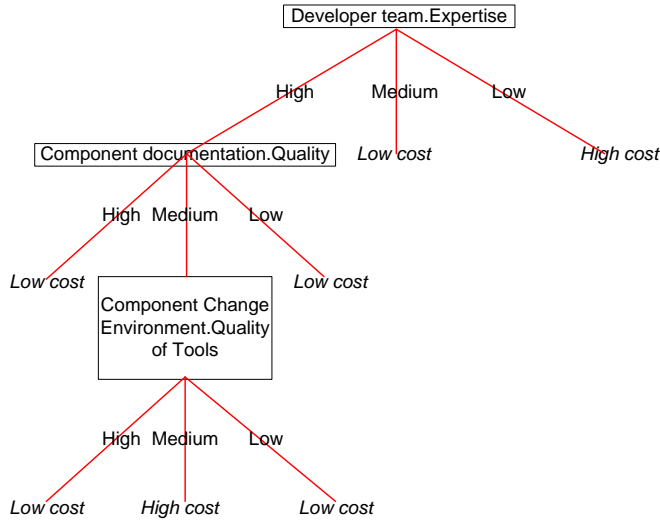 Developer team.Expertise
High
Medium
Low
Component documentation.Quality
Low cost
High cost
High
Medium
Low
Low cost
Low cost
Component Change
Environment.Quality
of Tools
High
Medium
Low
Low cost
High cost
Low cost